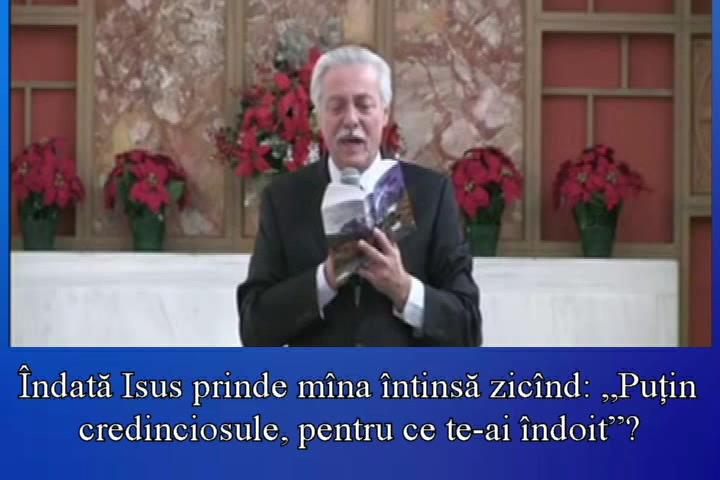 Îndată Isus prinde mîna întinsă zicînd: „Puțin
credinciosule, pentru ce te-ai îndoit”?